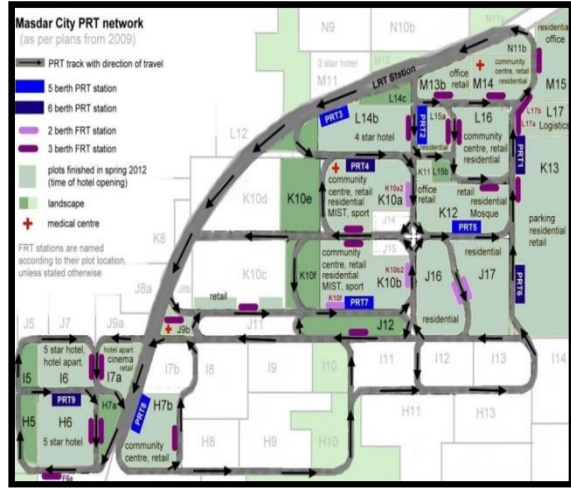 Masdar City PRT network
(as per plans from 2009)
PRT track with direction of travel
5 berth PRT station
6 berth PRT station
2 berth FRT station
3 berth FRT station
plots finished in spring 2012
(time of hotel opening)
landscape
medical centre
FRT stations are named
according to their plot location,
unless stated otherwise
N9
N10b
N11a
N11b
residential
office
3 star hotel
M11
M12
LRT Station
office
retail
M13b
community
centre, retail
residential
M14
M15
L12
PRT3
L14c
L14b
4 star hotel
PRT2
L15a
residential
L16
community
centre, retail
residential
L17b
L17a
L17
Logistics
PRT1
K13
parking
residential
retail
PRT4
community
centre, retail
residential
MIST, sport
K10a2
K10a
K11
office
retail
L15b
retail
residential
Mosque
K12
PRT5
K10d
K10e
K8
J14
J15
community
centre, retail
residential
MIST, sport
K10f
K10b2
K10b
K10f
PRT7
J16
residential
residential
J17
PRT6
K10c
retail
J8a
J8b
J9b
J11
J12
J5
J7
J9a
5 star hotel,
hotel apart.
hotel apart.
cinema
retail
I5
I6
I7a
I7b
I8
I9
I10
I11
I12
I13
I14
PRT9
H5
H6
5 star hotel
H7a
PRT8
H7b
community
centre, retail
H8
H9
H10
H11
H13
F6a